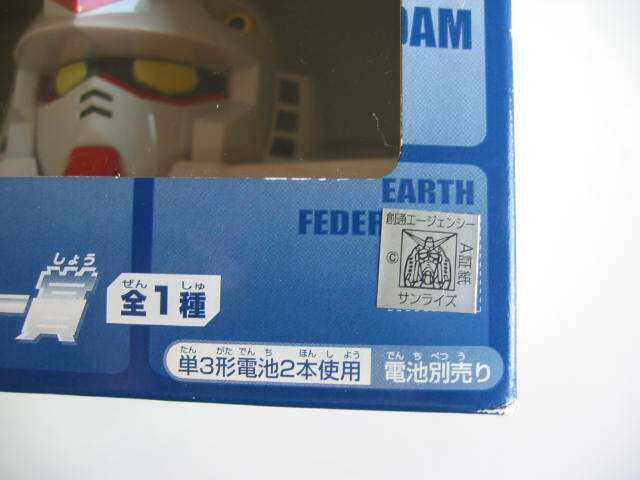 DAM
EARTH
FEDER
創通エージェンシー
©
A証紙
サンライズ
しょう
賞
ぜん しゅ
全1種
たん がた でん ち ほん し よう
単3形電池2本使用
でん ち べつ う
電池別売り